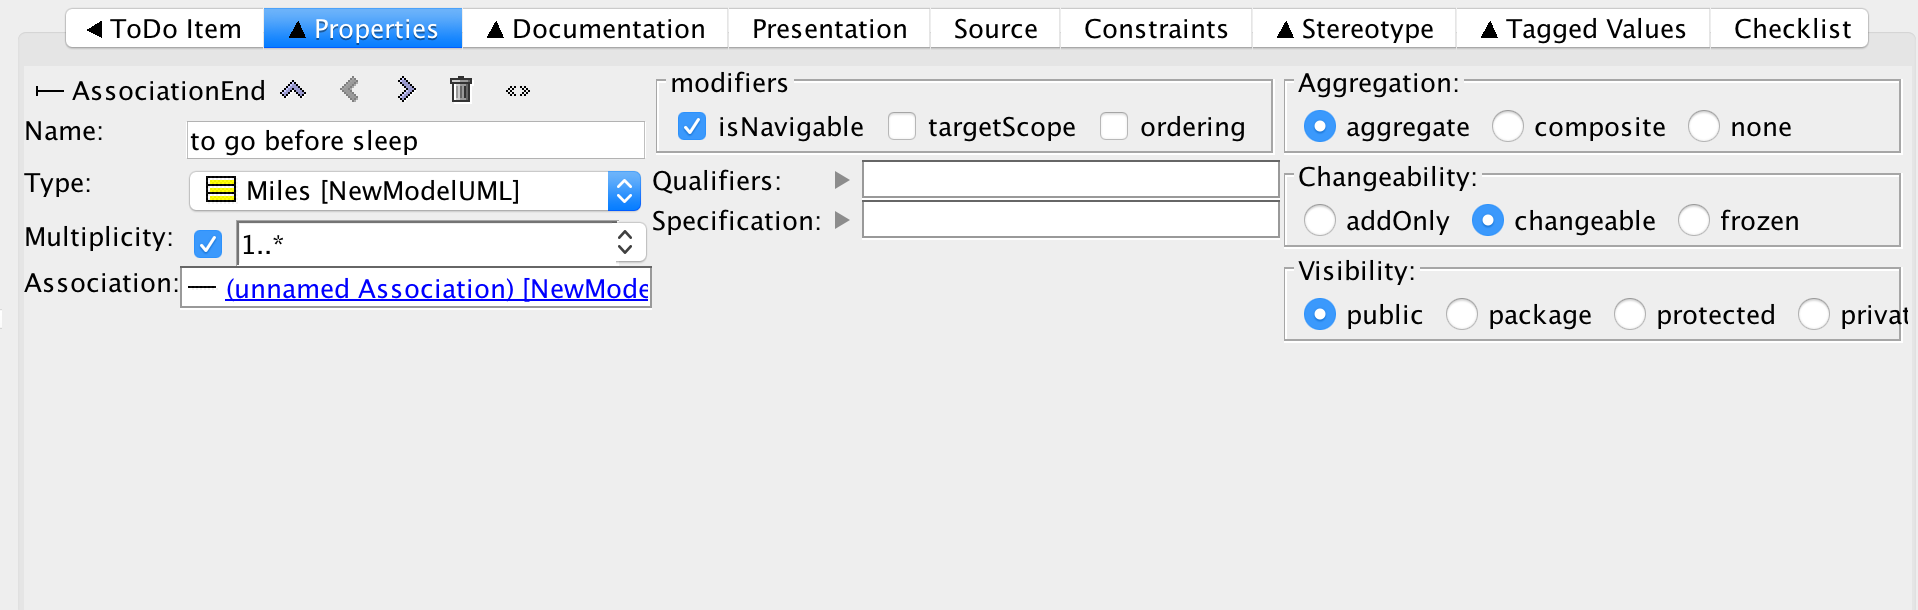 ◀ ToDo Item ▲ Properties ▲ Documentation Presentation Source Constraints ▲ Stereotype ▲ Tagged Values Checklist
AssociationEnd «»
Name: to go before sleep
Type: Miles [NewModelUML]
Multiplicity: 1..*
Association: (unnamed Association) [NewMode
modifiers
isNavigable targetScope ordering
Qualifiers:
Specification:
Aggregation:
aggregate composite none
Changeability:
addOnly changeable frozen
Visibility:
public package protected privat